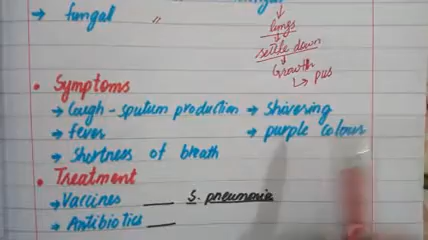 → fungal "
↓
lungs
↓
settle down
↓
Growth
↳ pus
• Symptoms
→ Cough - sputum production → Shivering
→ fever → purple colour
→ Shortness of breath
• Treatment
→ Vaccines ___ S. pneumonia
→ Antibiotics ___